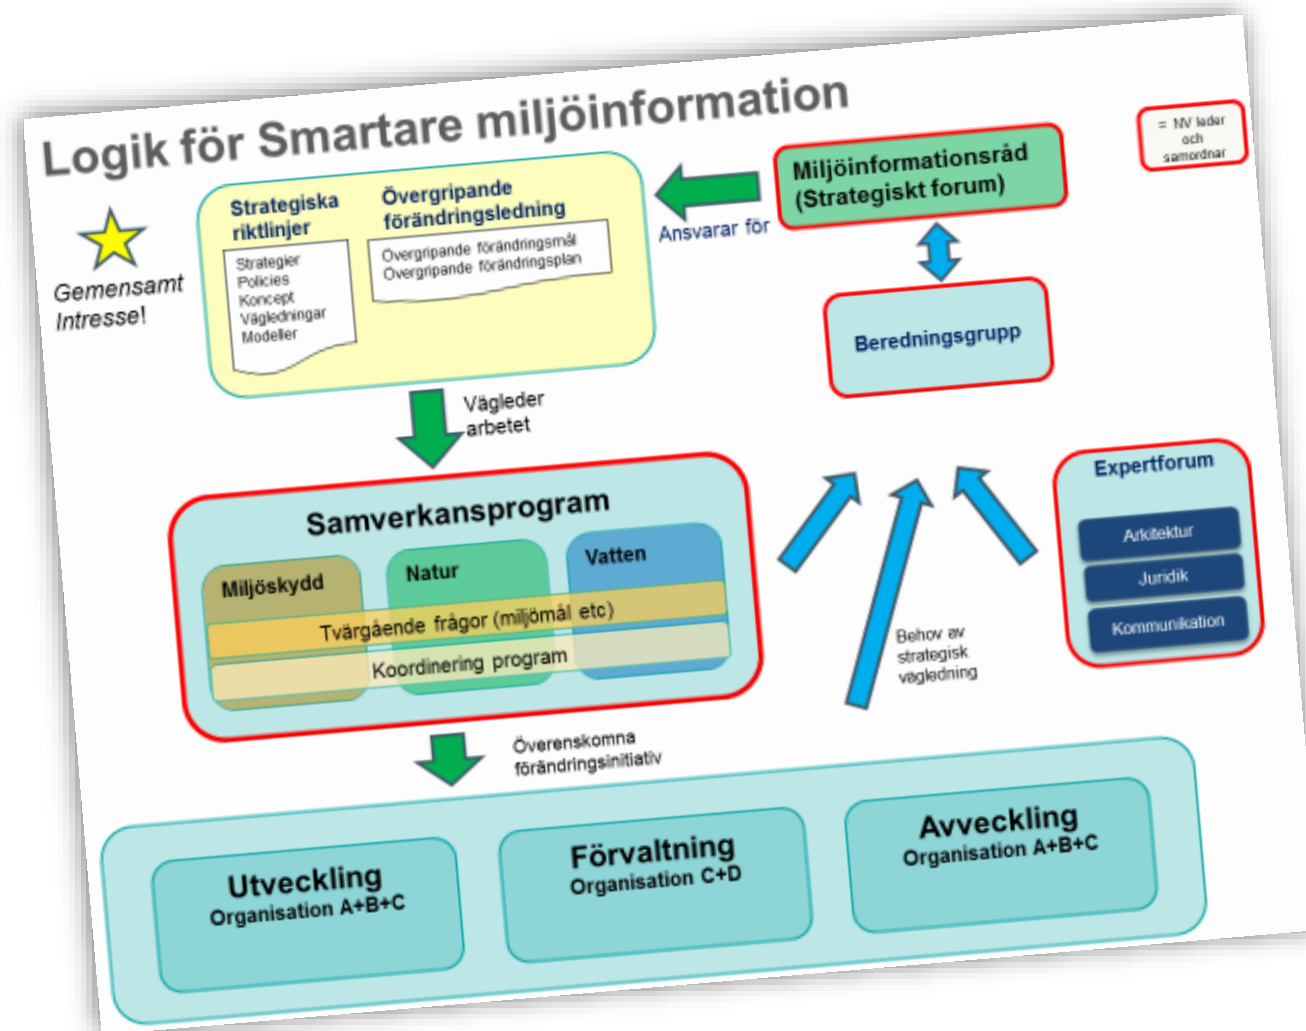 Logik för Smartare miljöinformation
= NV leder
och
samordnar
Miljöinformationsråd
(Strategiskt forum)
Ansvarar för
Strategiska
riktlinjer
Strategier
Policies
Koncept
Vägledningar
Modeller
Övergripande
förändringsledning
Övergripande förändringsmål
Övergripande förändringsplan
Gemensamt
Intresse!
Beredningsgrupp
Vägleder
arbetet
Samverkansprogram
Miljöskydd
Natur
Vatten
Tvärgående frågor (miljömål etc)
Koordinering program
Expertforum
Arkitektur
Juridik
Kommunikation
Behov av
strategisk
vägledning
Överenskomna
förändringsinitiativ
Utveckling
Organisation A+B+C
Förvaltning
Organisation C+D
Avveckling
Organisation A+B+C